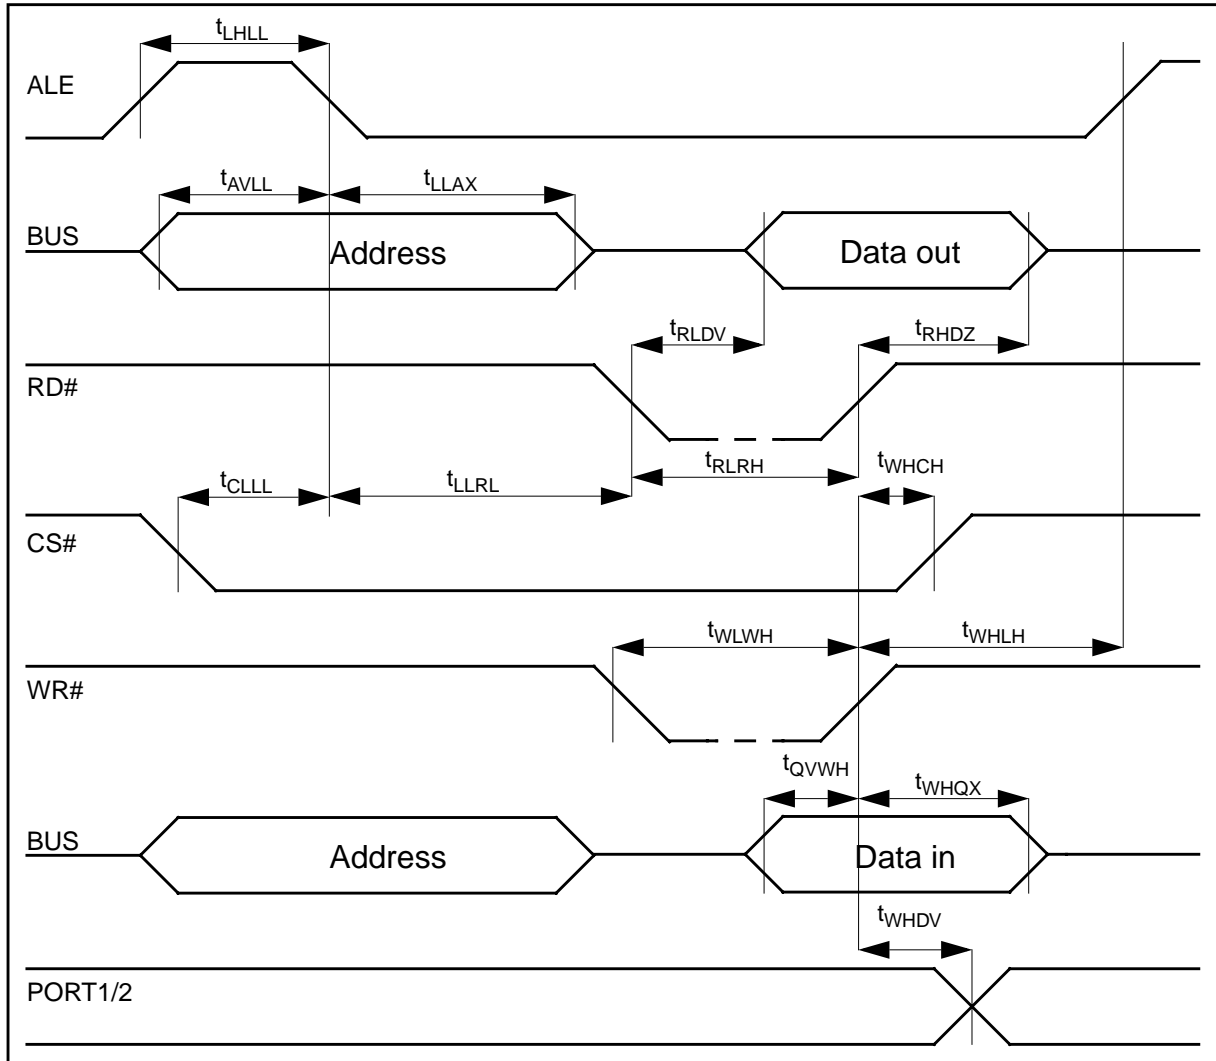 tLHLL
ALE
tAVLL tLLAX
BUS Address Data out
tRLDV tRHDZ
RD#
tCLLL tLLRL tRLRH tWHCH
CS#
tWLWH tWHLH
WR#
tQVWH tWHQX
BUS Address Data in
tWHDV
PORT1/2